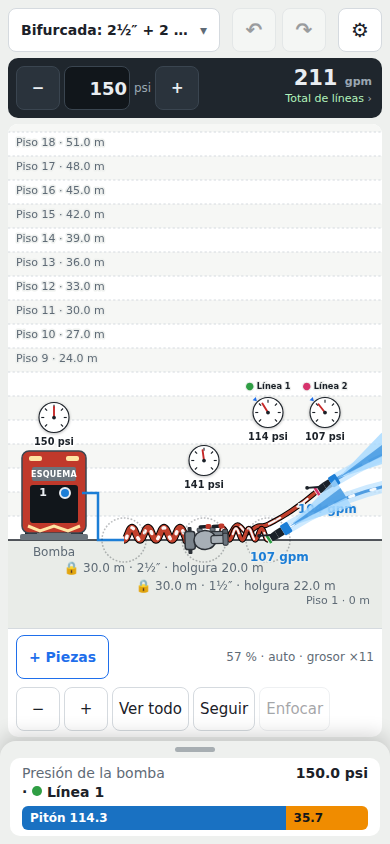 Bifurcada: 2½″ + 2 ... ▾
↶ ↷ ⚙
− 150 psi +
211 gpm
Total de líneas ›
Piso 18 · 51.0 m
Piso 17 · 48.0 m
Piso 16 · 45.0 m
Piso 15 · 42.0 m
Piso 14 · 39.0 m
Piso 13 · 36.0 m
Piso 12 · 33.0 m
Piso 11 · 30.0 m
Piso 10 · 27.0 m
Piso 9 · 24.0 m
Línea 1 Línea 2
150 psi
114 psi 107 psi
141 psi
ESQUEMA
1
gpm
107 gpm
Bomba
🔒 30.0 m · 2½″ · holgura 20.0 m
🔒 30.0 m · 1½″ · holgura 22.0 m
Piso 1 · 0 m
+ Piezas
57 % · auto · grosor ×11
− + Ver todo Seguir Enfocar
Presión de la bomba 150.0 psi
· Línea 1
Pitón 114.3 35.7